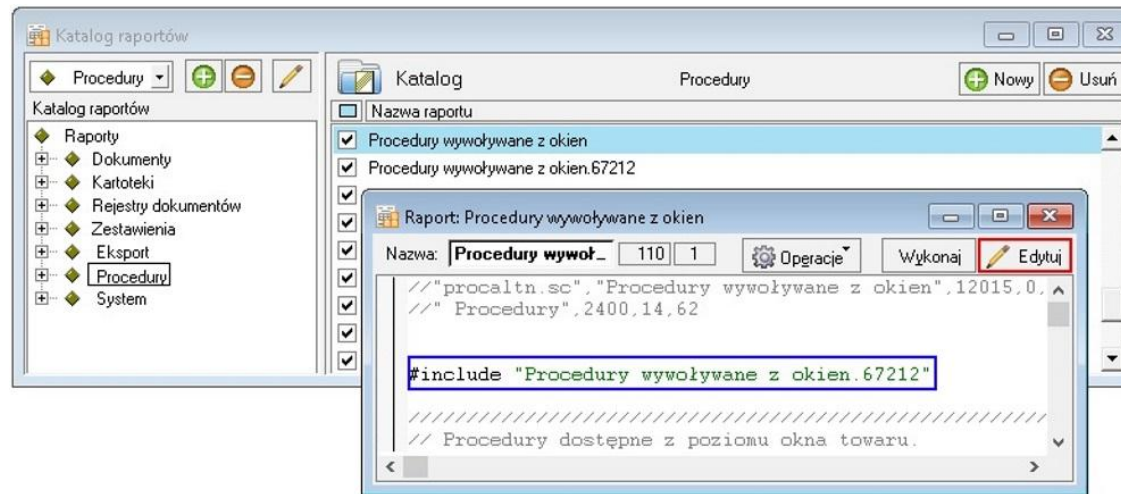 Katalog raportów
Procedury
Katalog raportów
Raporty
Dokumenty
Kartoteki
Rejestry dokumentów
Zestawienia
Eksport
Procedury
System
Katalog
Procedury
Nowy
Usuń
Nazwa raportu
Procedury wywoływane z okien
Procedury wywoływane z okien.67212
Raport: Procedury wywoływane z okien
Nazwa: Procedury wywoł_ 110 1 Operacje Wykonaj Edytuj
//"procaltn.sc","Procedury wywoływane z okien",12015,0,
//" Procedury",2400,14,62
#include "Procedury wywoływane z okien.67212"
////////////////////////////////////////////////////////
// Procedury dostępne z poziomu okna towaru.